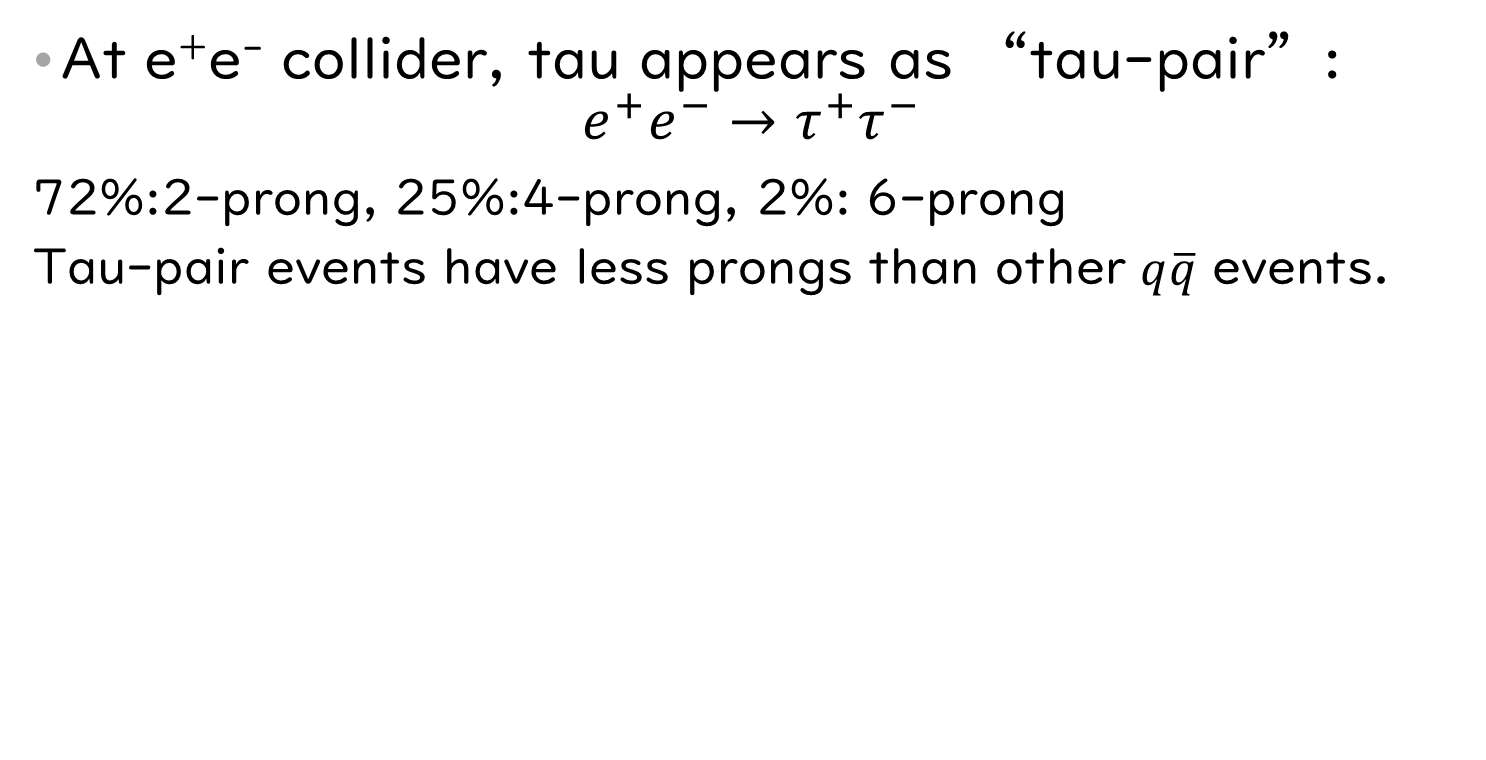 •At e⁺e⁻ collider, tau appears as “tau-pair” :
e⁺e⁻ → τ⁺τ⁻
72%:2-prong, 25%:4-prong, 2%: 6-prong
Tau-pair events have less prongs than other qq̄ events.